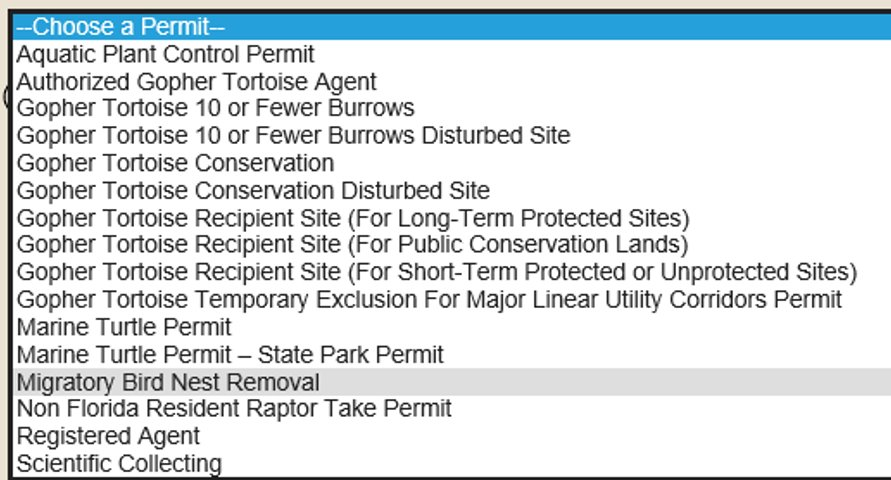 --Choose a Permit--
Aquatic Plant Control Permit
Authorized Gopher Tortoise Agent
Gopher Tortoise 10 or Fewer Burrows
Gopher Tortoise 10 or Fewer Burrows Disturbed Site
Gopher Tortoise Conservation
Gopher Tortoise Conservation Disturbed Site
Gopher Tortoise Recipient Site (For Long-Term Protected Sites)
Gopher Tortoise Recipient Site (For Public Conservation Lands)
Gopher Tortoise Recipient Site (For Short-Term Protected or Unprotected Sites)
Gopher Tortoise Temporary Exclusion For Major Linear Utility Corridors Permit
Marine Turtle Permit
Marine Turtle Permit – State Park Permit
Migratory Bird Nest Removal
Non Florida Resident Raptor Take Permit
Registered Agent
Scientific Collecting